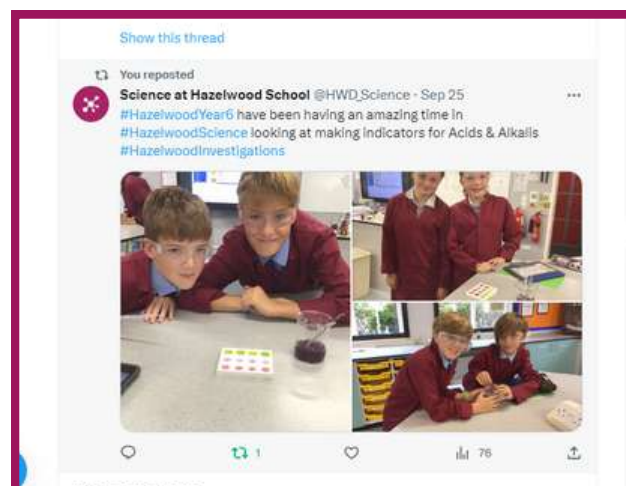 Show this thread
You reposted
Science at Hazelwood School @HWD_Science · Sep 25
#HazelwoodYear6 have been having an amazing time in
#HazelwoodScience looking at making indicators for Acids & Alkalis
#HazelwoodInvestigations
1
76